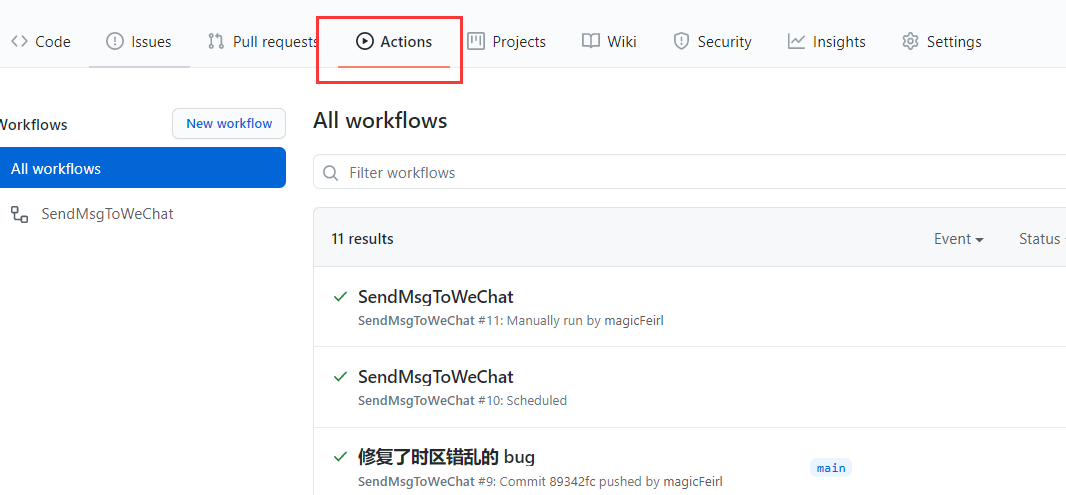 Code Issues Pull requests Actions Projects Wiki Security Insights Settings
Workflows New workflow
All workflows
All workflows
Filter workflows
SendMsgToWeChat
11 results Event Status
SendMsgToWeChat
SendMsgToWeChat #11: Manually run by magicFeirl
SendMsgToWeChat
SendMsgToWeChat #10: Scheduled
修复了时区错乱的 bug
main
SendMsgToWeChat #9: Commit 89342fc pushed by magicFeirl